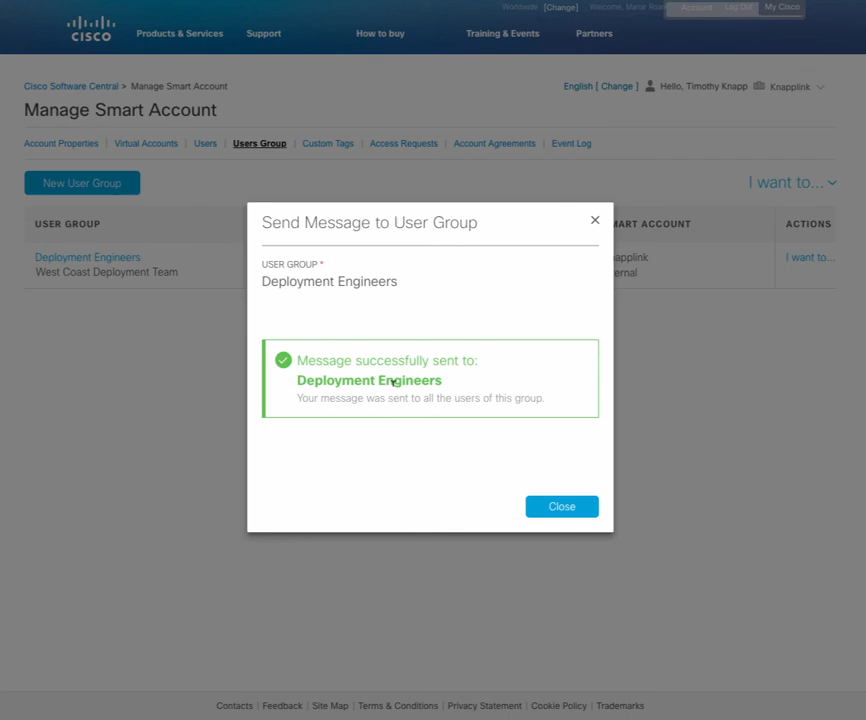 Worldwide [Change] Welcome, Account Log Out My Cisco
CISCO
Products & Services Support How to buy Training & Events Partners
Cisco Software Central > Manage Smart Account
English [ Change ] Hello, Timothy Knapp Knapplink
Manage Smart Account
Account Properties | Virtual Accounts | Users | Users Group | Custom Tags | Access Requests | Account Agreements | Event Log
New User Group
I want to...
USER GROUP
MART ACCOUNT
ACTIONS
Deployment Engineers
West Coast Deployment Team
napplink
ernal
I want to...
Send Message to User Group
×
USER GROUP *
Deployment Engineers
Message successfully sent to:
Deployment Engineers
Your message was sent to all the users of this group.
Close
Contacts | Feedback | Site Map | Terms & Conditions | Privacy Statement | Cookie Policy | Trademarks